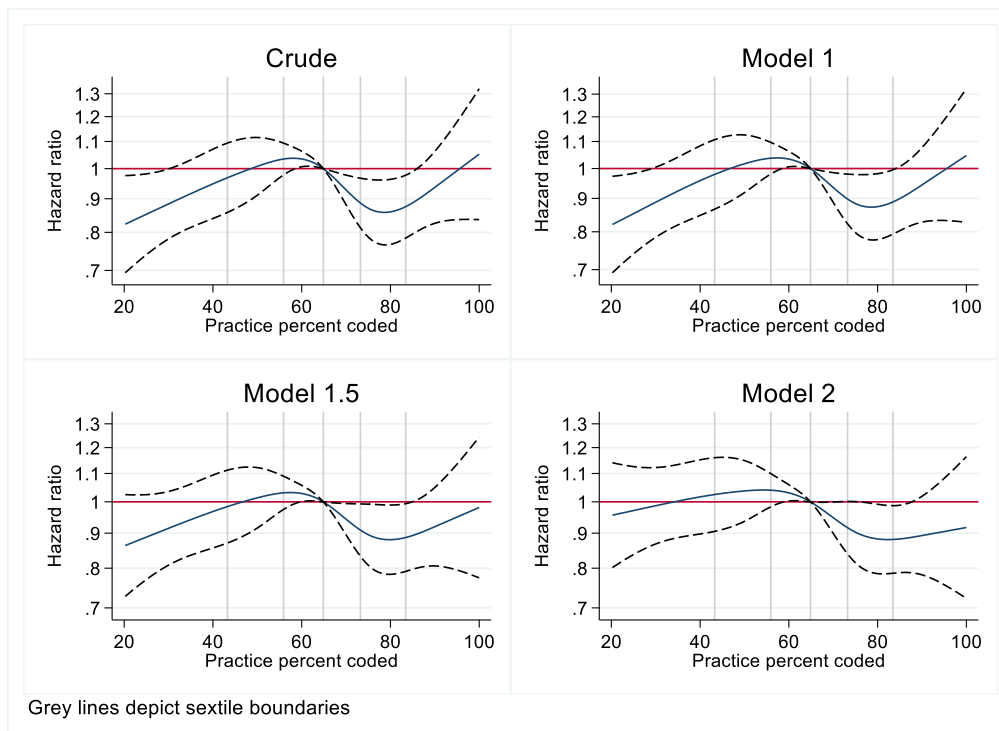 Crude
Hazard ratio
1.3
1.2
1.1
1
.9
.8
.7
20 40 60 80 100
Practice percent coded
Model 1
Hazard ratio
1.3
1.2
1.1
1
.9
.8
.7
20 40 60 80 100
Practice percent coded
Model 1.5
Hazard ratio
1.3
1.2
1.1
1
.9
.8
.7
20 40 60 80 100
Practice percent coded
Model 2
Hazard ratio
1.3
1.2
1.1
1
.9
.8
.7
20 40 60 80 100
Practice percent coded
Grey lines depict sextile boundaries